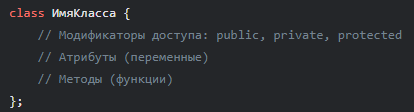 class ИмяКласса {
// Модификаторы доступа: public, private, protected
// Атрибуты (переменные)
// Методы (функции)
};